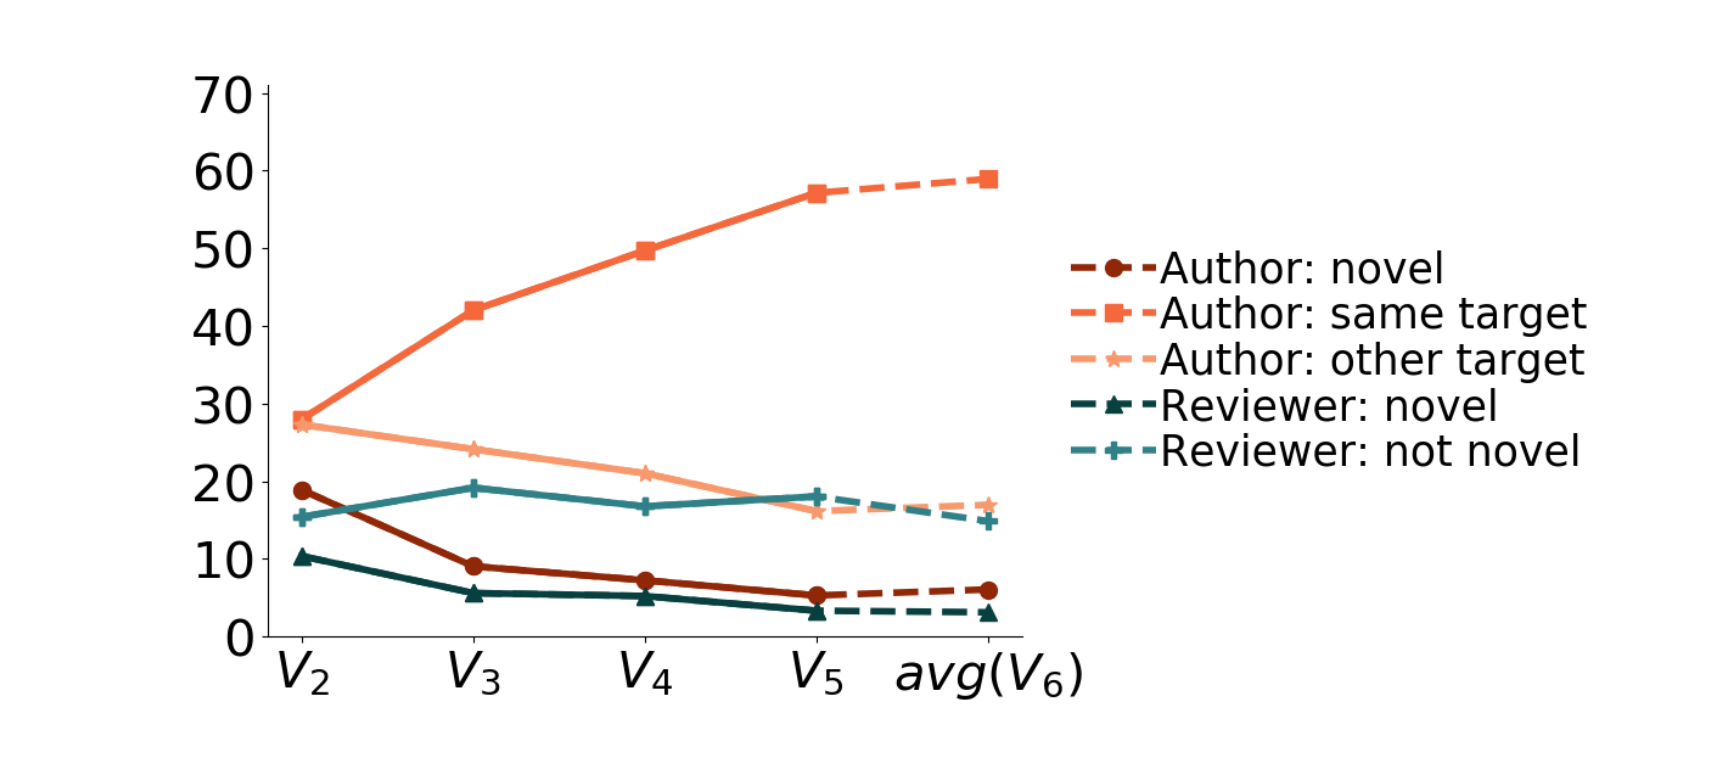 70
60
50
40
30
20
10
0
V2 V3 V4 V5 avg(V6)
Author: novel
Author: same target
Author: other target
Reviewer: novel
Reviewer: not novel